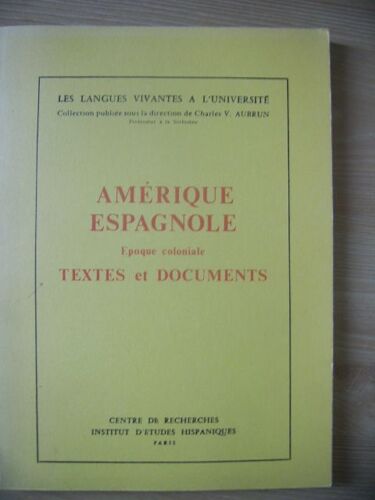 LES LANGUES VIVANTES A L'UNIVERSITÉ
Collection publiée sous la direction de Charles V. AUBRUN
Professeur à la Sorbonne
AMÉRIQUE
ESPAGNOLE
Epoque coloniale
TEXTES et DOCUMENTS
CENTRE DE RECHERCHES
INSTITUT D'ETUDES HISPANIQUES
PARIS